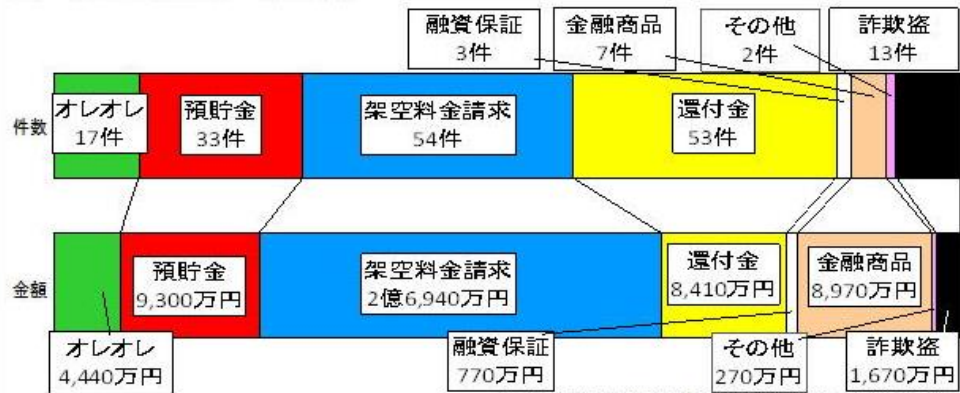 融資保証
3件
金融商品
7件
その他
2件
詐欺盗
13件
件数
オレオレ
17件
預貯金
33件
架空料金請求
54件
還付金
53件
金額
預貯金
9,300万円
架空料金請求
2億6,940万円
還付金
8,410万円
金融商品
8,970万円
オレオレ
4,440万円
融資保証
770万円
その他
270万円
詐欺盗
1,670万円